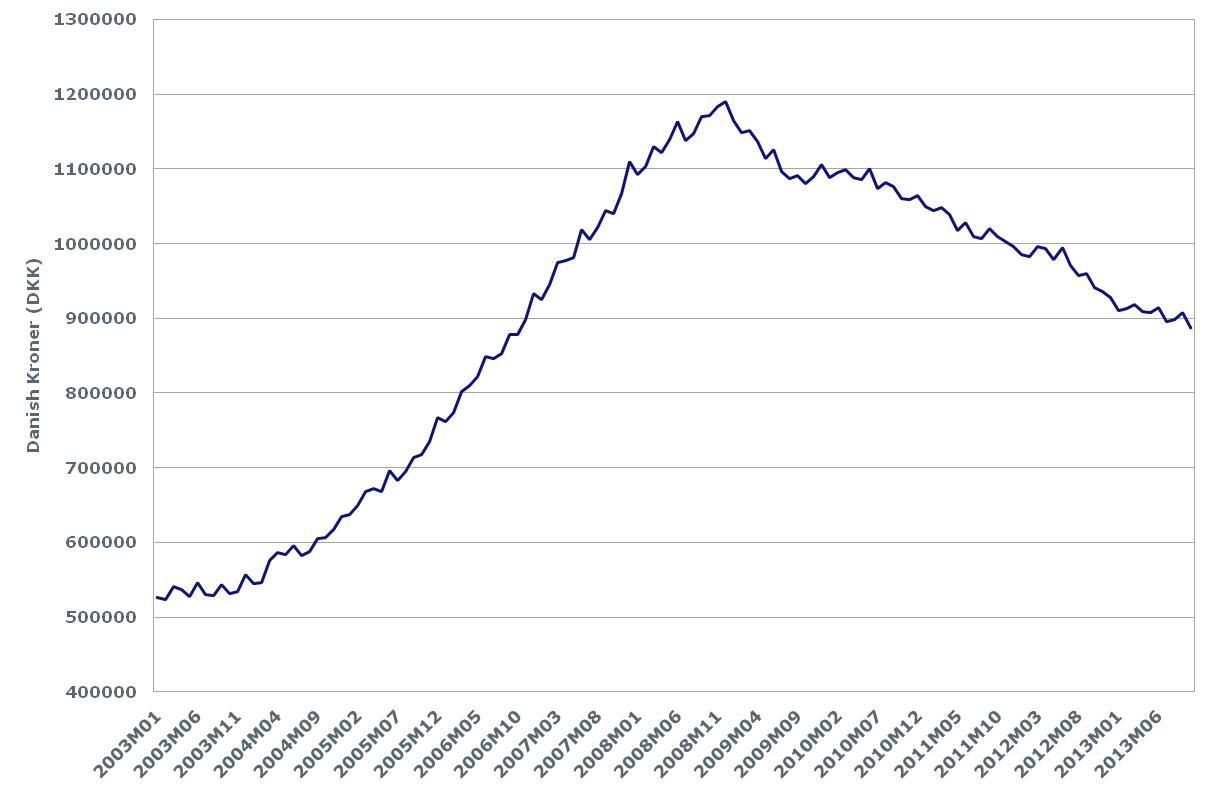 1300000
1200000
1100000
1000000
900000
800000
700000
600000
500000
400000
Danish Kroner (DKK)
2003M01
2003M06
2003M11
2004M04
2004M09
2005M02
2005M07
2005M12
2006M05
2006M10
2007M03
2007M08
2008M01
2008M06
2008M11
2009M04
2009M09
2010M02
2010M07
2010M12
2011M05
2011M10
2012M03
2012M08
2013M01
2013M06